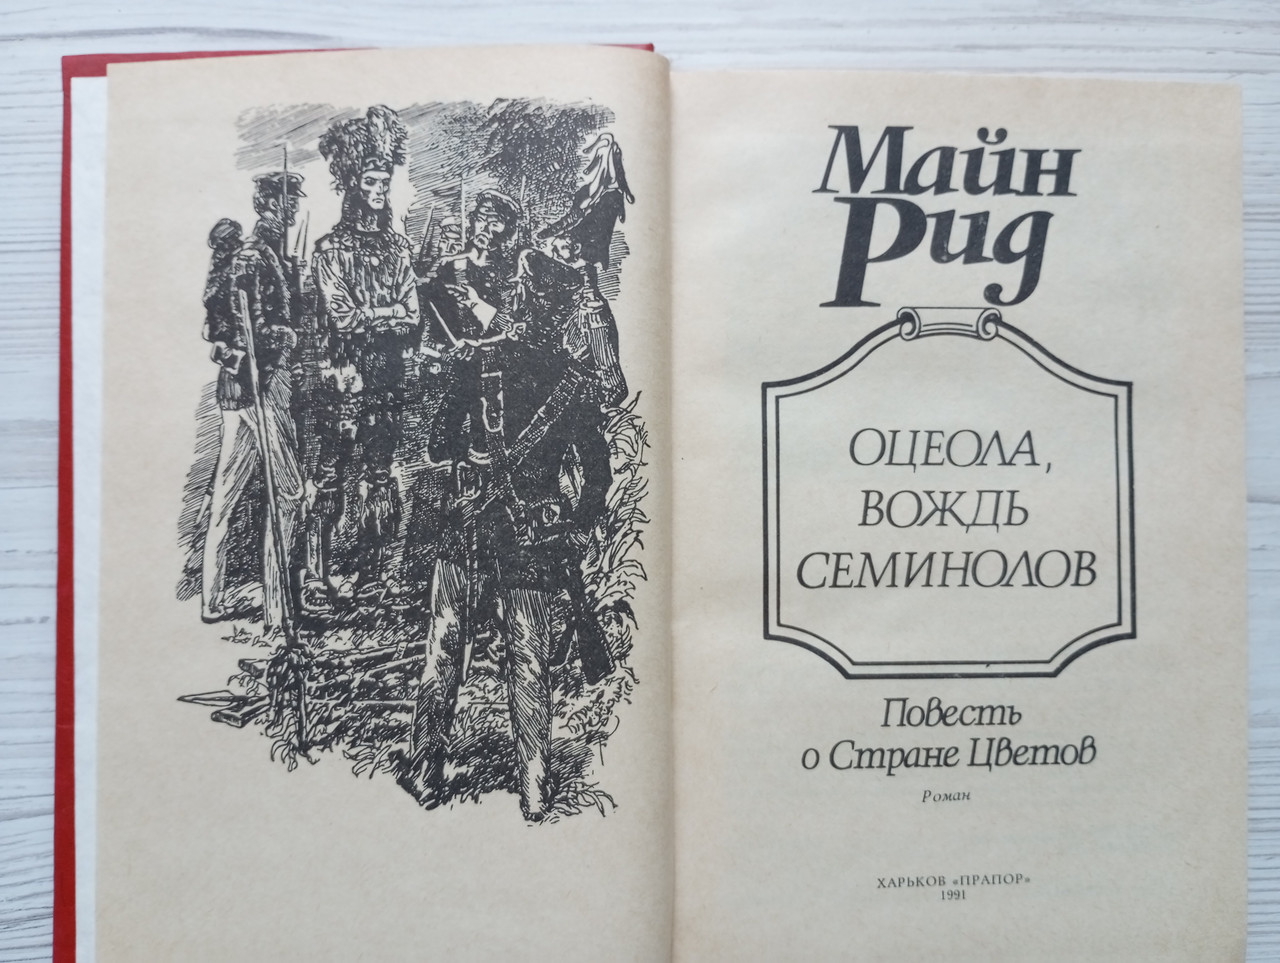 Майн
Рид
ОЦЕОЛА,
ВОЖДЬ
СЕМИНОЛОВ
Повесть
о Стране Цветов
Роман
ХАРЬКОВ «ПРАПОР»
1991